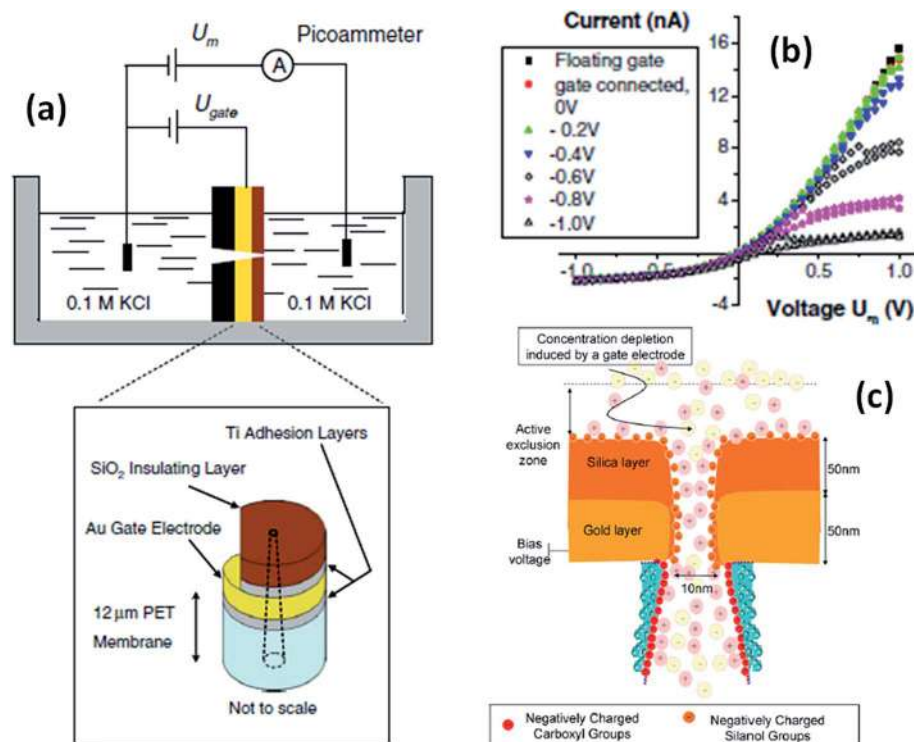 (a)
U_m
Picoammeter
A
U_gate
0.1 M KCl
0.1 M KCl
Ti Adhesion Layers
SiO₂ Insulating Layer
Au Gate Electrode
12 µm PET
Membrane
Not to scale
(b)
Current (nA)
Floating gate
gate connected,
0V
- 0.2V
-0.4V
-0.6V
-0.8V
-1.0V
16
12
8
4
-4
-1.0
-0.5
0.5
1.0
Voltage U_m (V)
(c)
Concentration depletion
induced by a gate electrode
Active
exclusion
zone
Silica layer
50nm
Gold layer
50nm
Bias
voltage
10nm
Negatively Charged
Carboxyl Groups
Negatively Charged
Silanol Groups